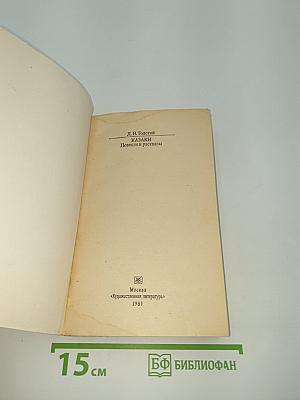 Л. Н. Толстой
КАЗАКИ
Повести и рассказы
Москва
«Художественная литература»
1981
15 см
БФ БИБЛИОФАН